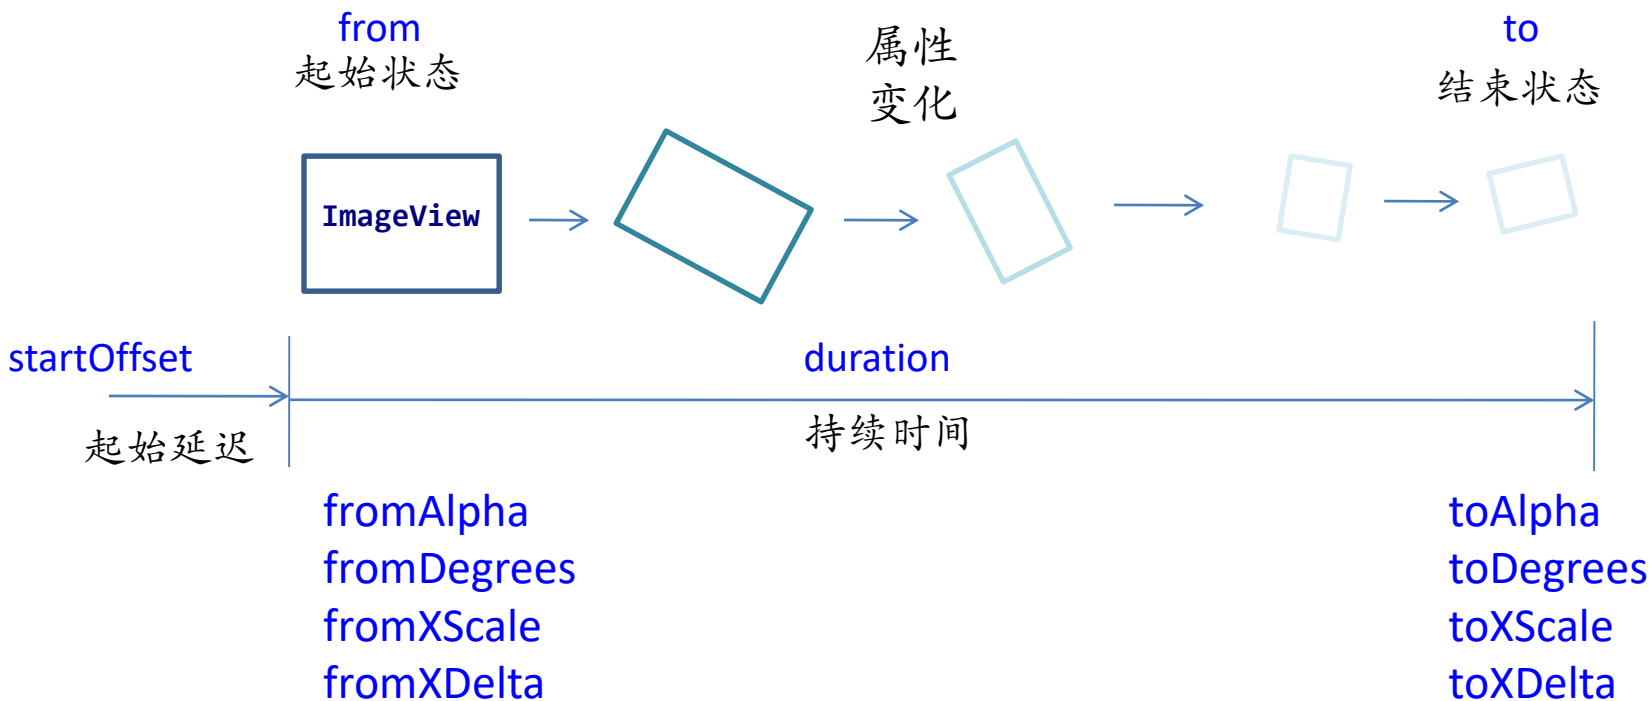 from
起始状态
属性
变化
to
结束状态
ImageView
startOffset
起始延迟
duration
持续时间
fromAlpha
fromDegrees
fromXScale
fromXDelta
toAlpha
toDegrees
toXScale
toXDelta